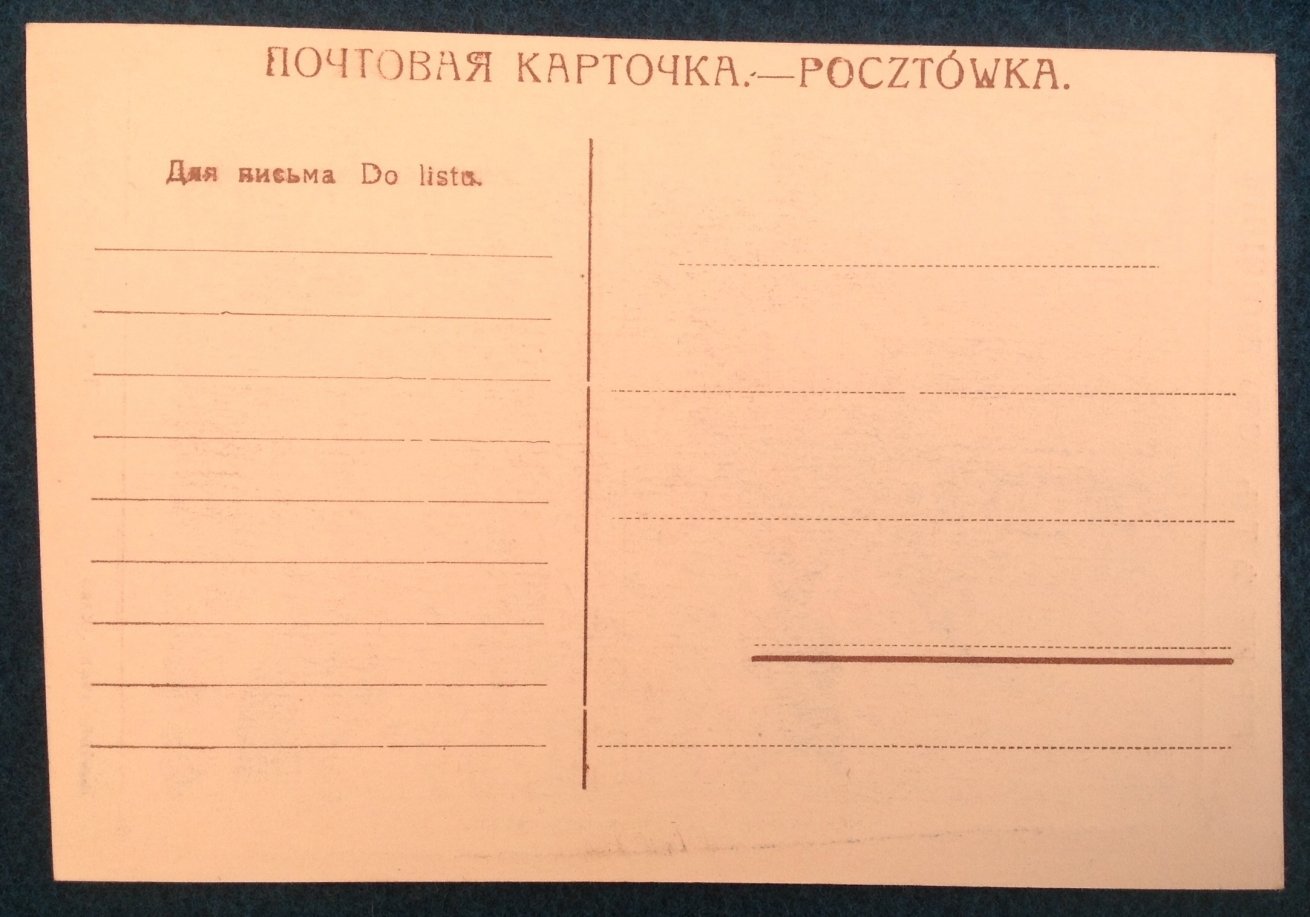 ПОЧТОВАЯ КАРТОЧКА.—POCZTÓWKA.
Для письма Do listu.